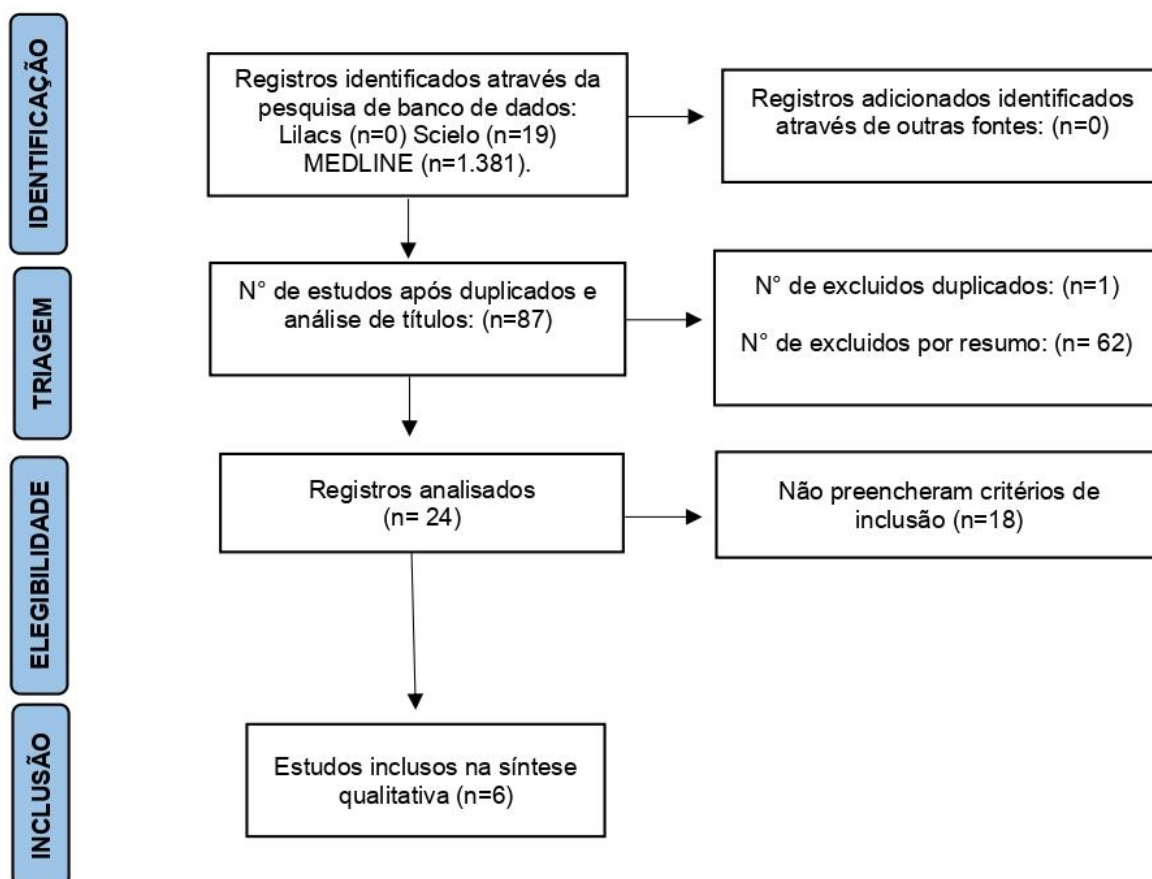 IDENTIFICAÇÃO
Registros identificados através da
pesquisa de banco de dados:
Lilacs (n=0) Scielo (n=19)
MEDLINE (n=1.381).
Registros adicionados identificados
através de outras fontes: (n=0)
TRIAGEM
N° de estudos após duplicados e
análise de títulos: (n=87)
N° de excluidos duplicados: (n=1)
N° de excluidos por resumo: (n= 62)
ELEGIBILIDADE
Registros analisados
(n= 24)
Não preencheram critérios de
inclusão (n=18)
INCLUSÃO
Estudos inclusos na síntese
qualitativa (n=6)